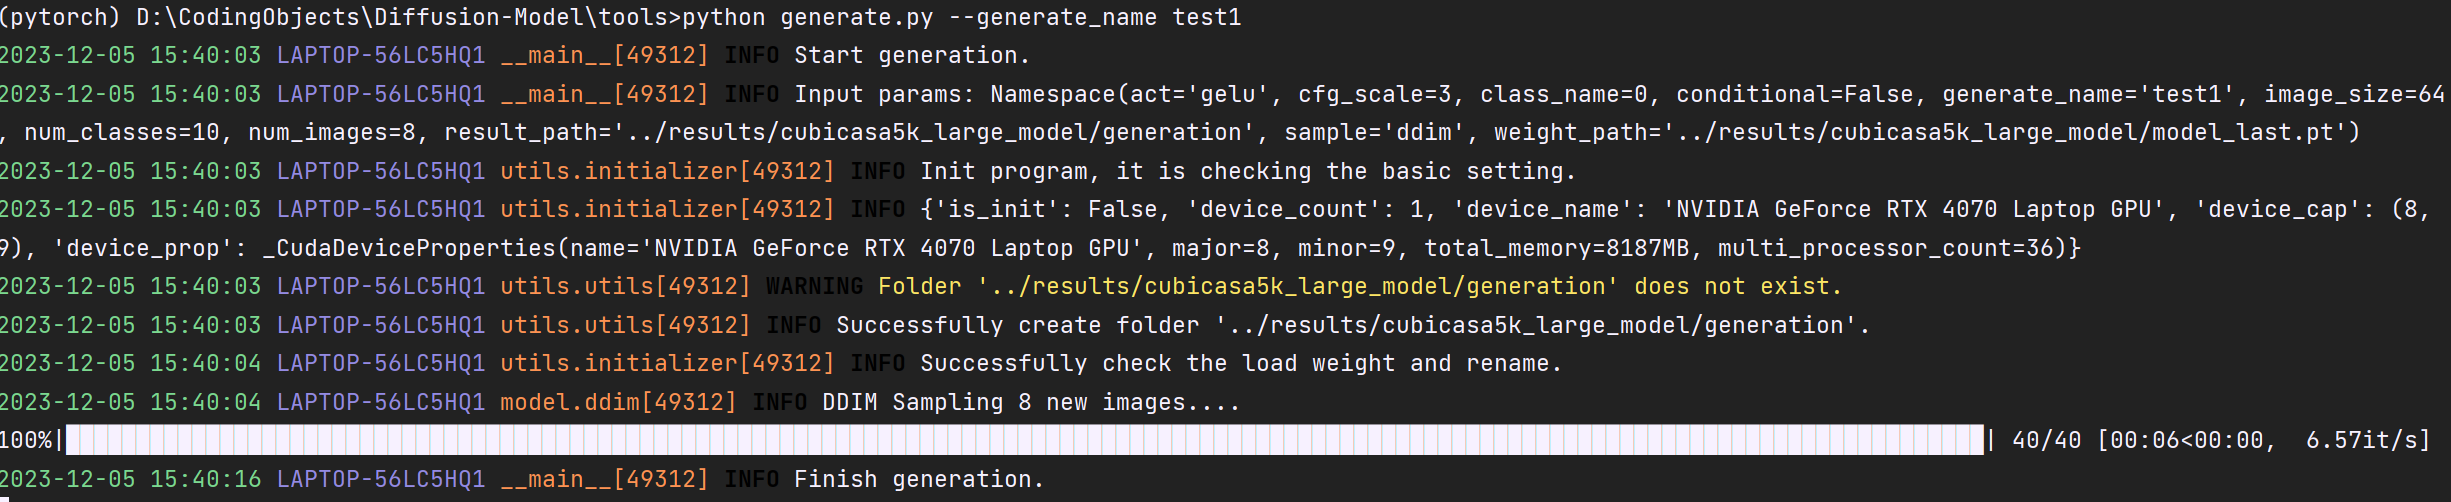 (pytorch) D:\CodingObjects\Diffusion-Model\tools>python generate.py --generate_name test1
2023-12-05 15:40:03 LAPTOP-56LC5HQ1 __main__[49312] INFO Start generation.
2023-12-05 15:40:03 LAPTOP-56LC5HQ1 __main__[49312] INFO Input params: Namespace(act='gelu', cfg_scale=3, class_name=0, conditional=False, generate_name='test1', image_size=64
, num_classes=10, num_images=8, result_path='../results/cubicasa5k_large_model/generation', sample='ddim', weight_path='../results/cubicasa5k_large_model/model_last.pt')
2023-12-05 15:40:03 LAPTOP-56LC5HQ1 utils.initializer[49312] INFO Init program, it is checking the basic setting.
2023-12-05 15:40:03 LAPTOP-56LC5HQ1 utils.initializer[49312] INFO {'is_init': False, 'device_count': 1, 'device_name': 'NVIDIA GeForce RTX 4070 Laptop GPU', 'device_cap': (8,
9), 'device_prop': _CudaDeviceProperties(name='NVIDIA GeForce RTX 4070 Laptop GPU', major=8, minor=9, total_memory=8187MB, multi_processor_count=36)}
2023-12-05 15:40:03 LAPTOP-56LC5HQ1 utils.utils[49312] WARNING Folder '../results/cubicasa5k_large_model/generation' does not exist.
2023-12-05 15:40:03 LAPTOP-56LC5HQ1 utils.utils[49312] INFO Successfully create folder '../results/cubicasa5k_large_model/generation'.
2023-12-05 15:40:04 LAPTOP-56LC5HQ1 utils.initializer[49312] INFO Successfully check the load weight and rename.
2023-12-05 15:40:04 LAPTOP-56LC5HQ1 model.ddim[49312] INFO DDIM Sampling 8 new images....
100%| | 40/40 [00:06<00:00, 6.57it/s]
2023-12-05 15:40:16 LAPTOP-56LC5HQ1 __main__[49312] INFO Finish generation.